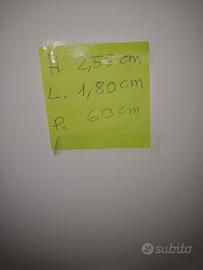 H. 2,55 cm
L. 1,80 cm
P. 60 cm
subito